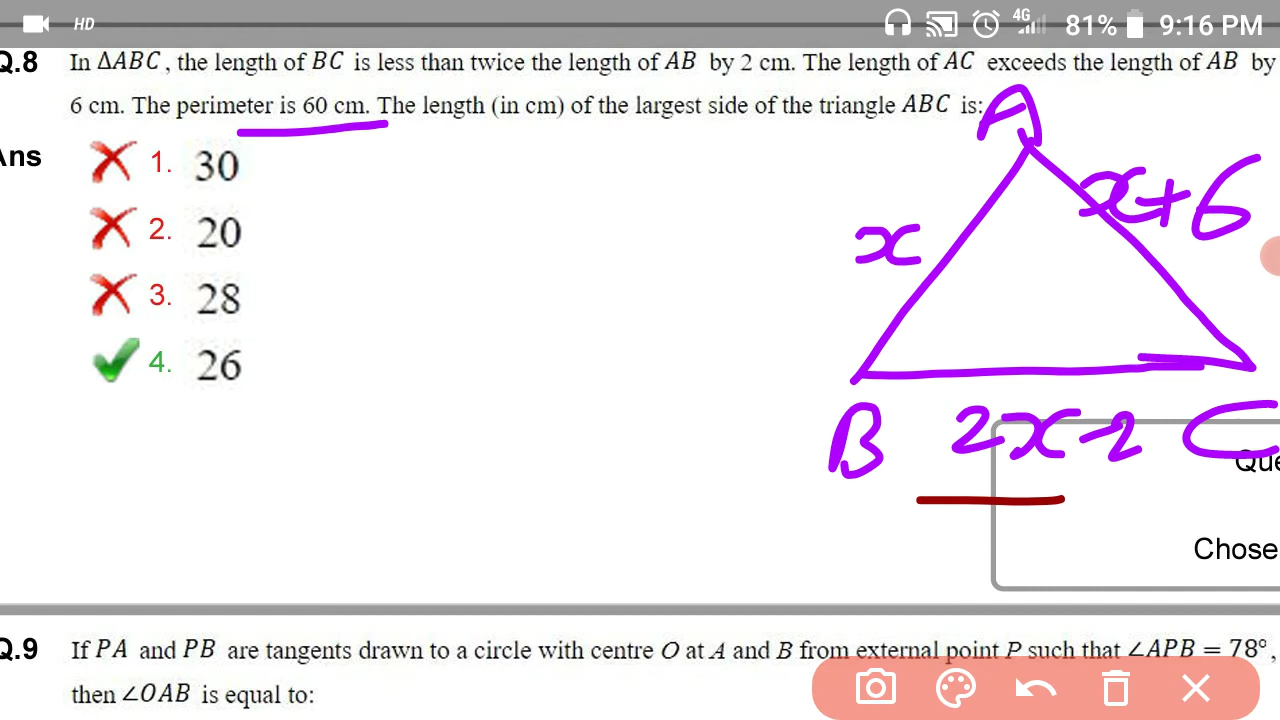 HD 4G 81% 9:16 PM
Q.8 In ΔABC, the length of BC is less than twice the length of AB by 2 cm. The length of AC exceeds the length of AB by
6 cm. The perimeter is 60 cm. The length (in cm) of the largest side of the triangle ABC is:
A
Ans
1. 30
x+6
2. 20
x
3. 28
4. 26
B 2x-2 C
Que
Chose
Q.9 If PA and PB are tangents drawn to a circle with centre O at A and B from external point P such that ∠APB = 78°,
then ∠OAB is equal to: